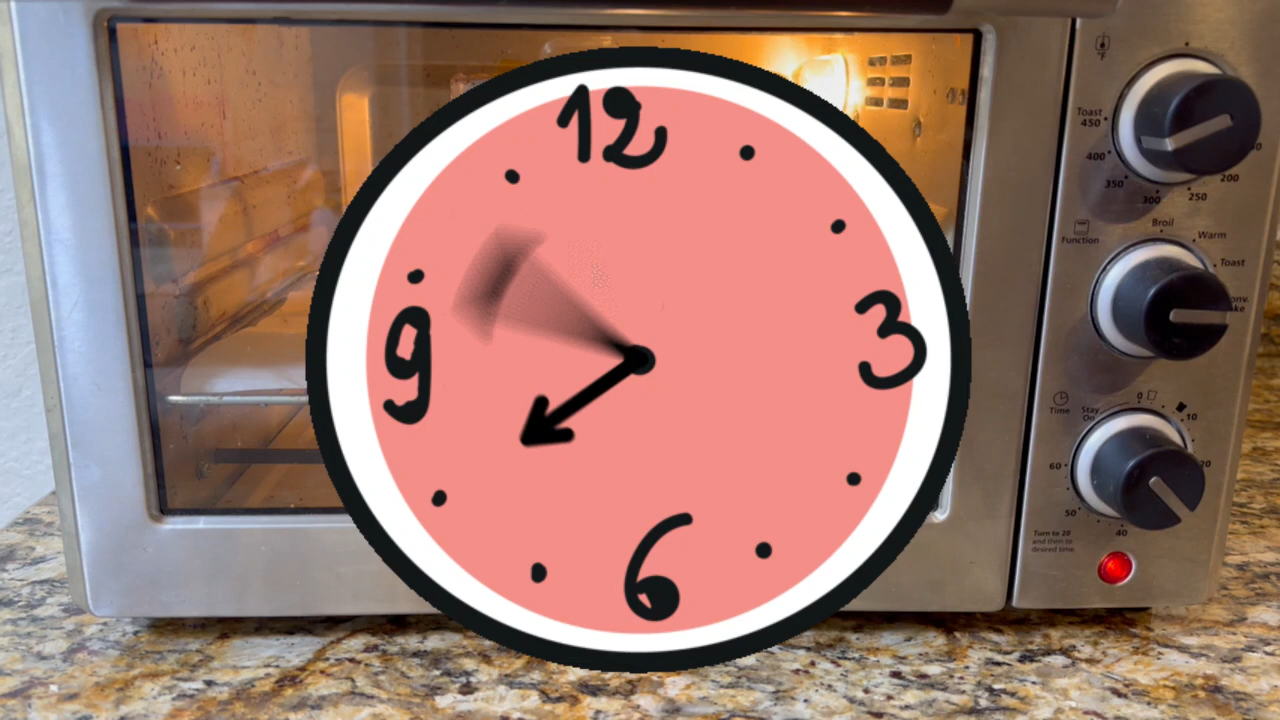 12
3
6
9
°F
Toast
450
400
350
300
250
200
Function
Broil
Warm
Toast
Time
Stay
On
0
10
20
40
50
60
Turn to 20
and then to
desired time